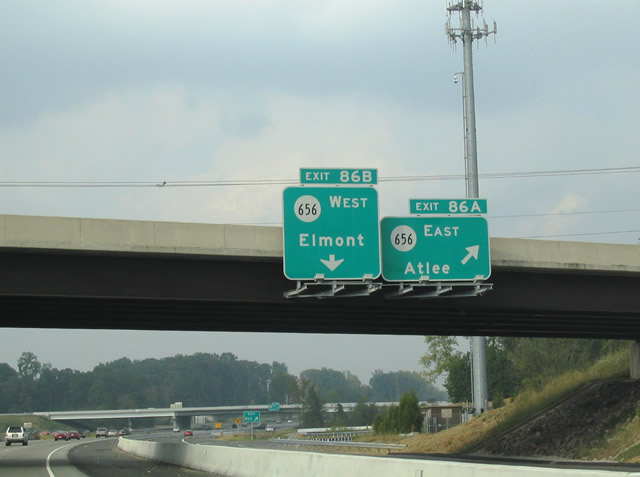 EXIT 86B
656 WEST
Elmont
EXIT 86A
656 EAST
Atlee